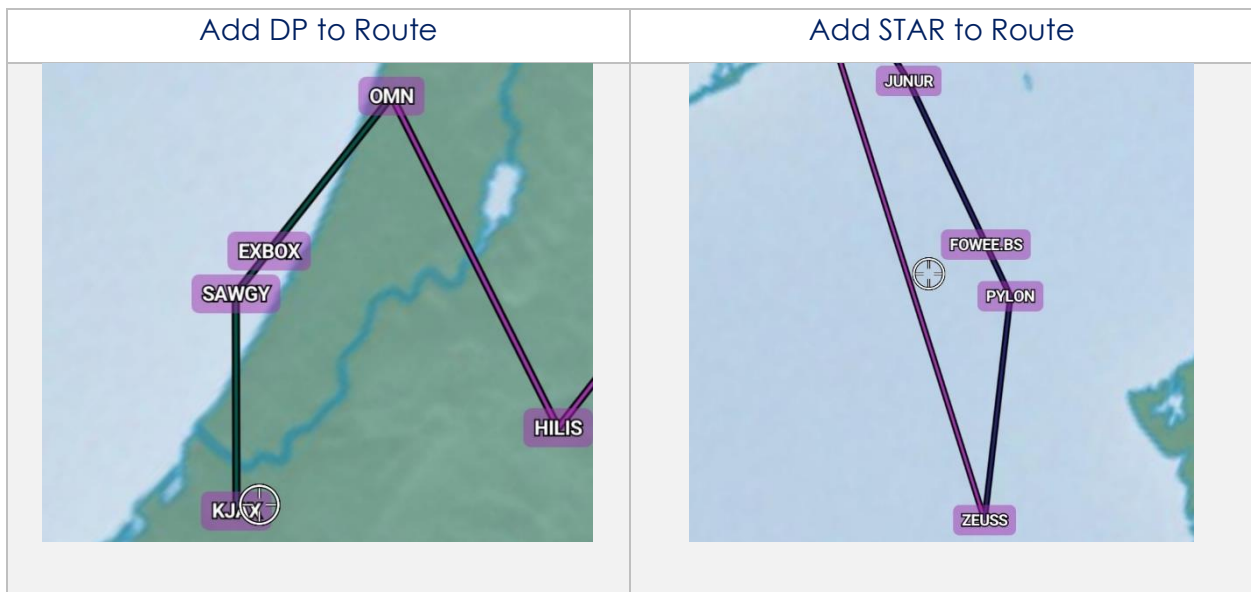 Add DP to Route
Add STAR to Route
OMN
EXBOX
SAWGY
HILIS
KJAX
JUNUR
FOWEE.BS
PYLON
ZEUSS